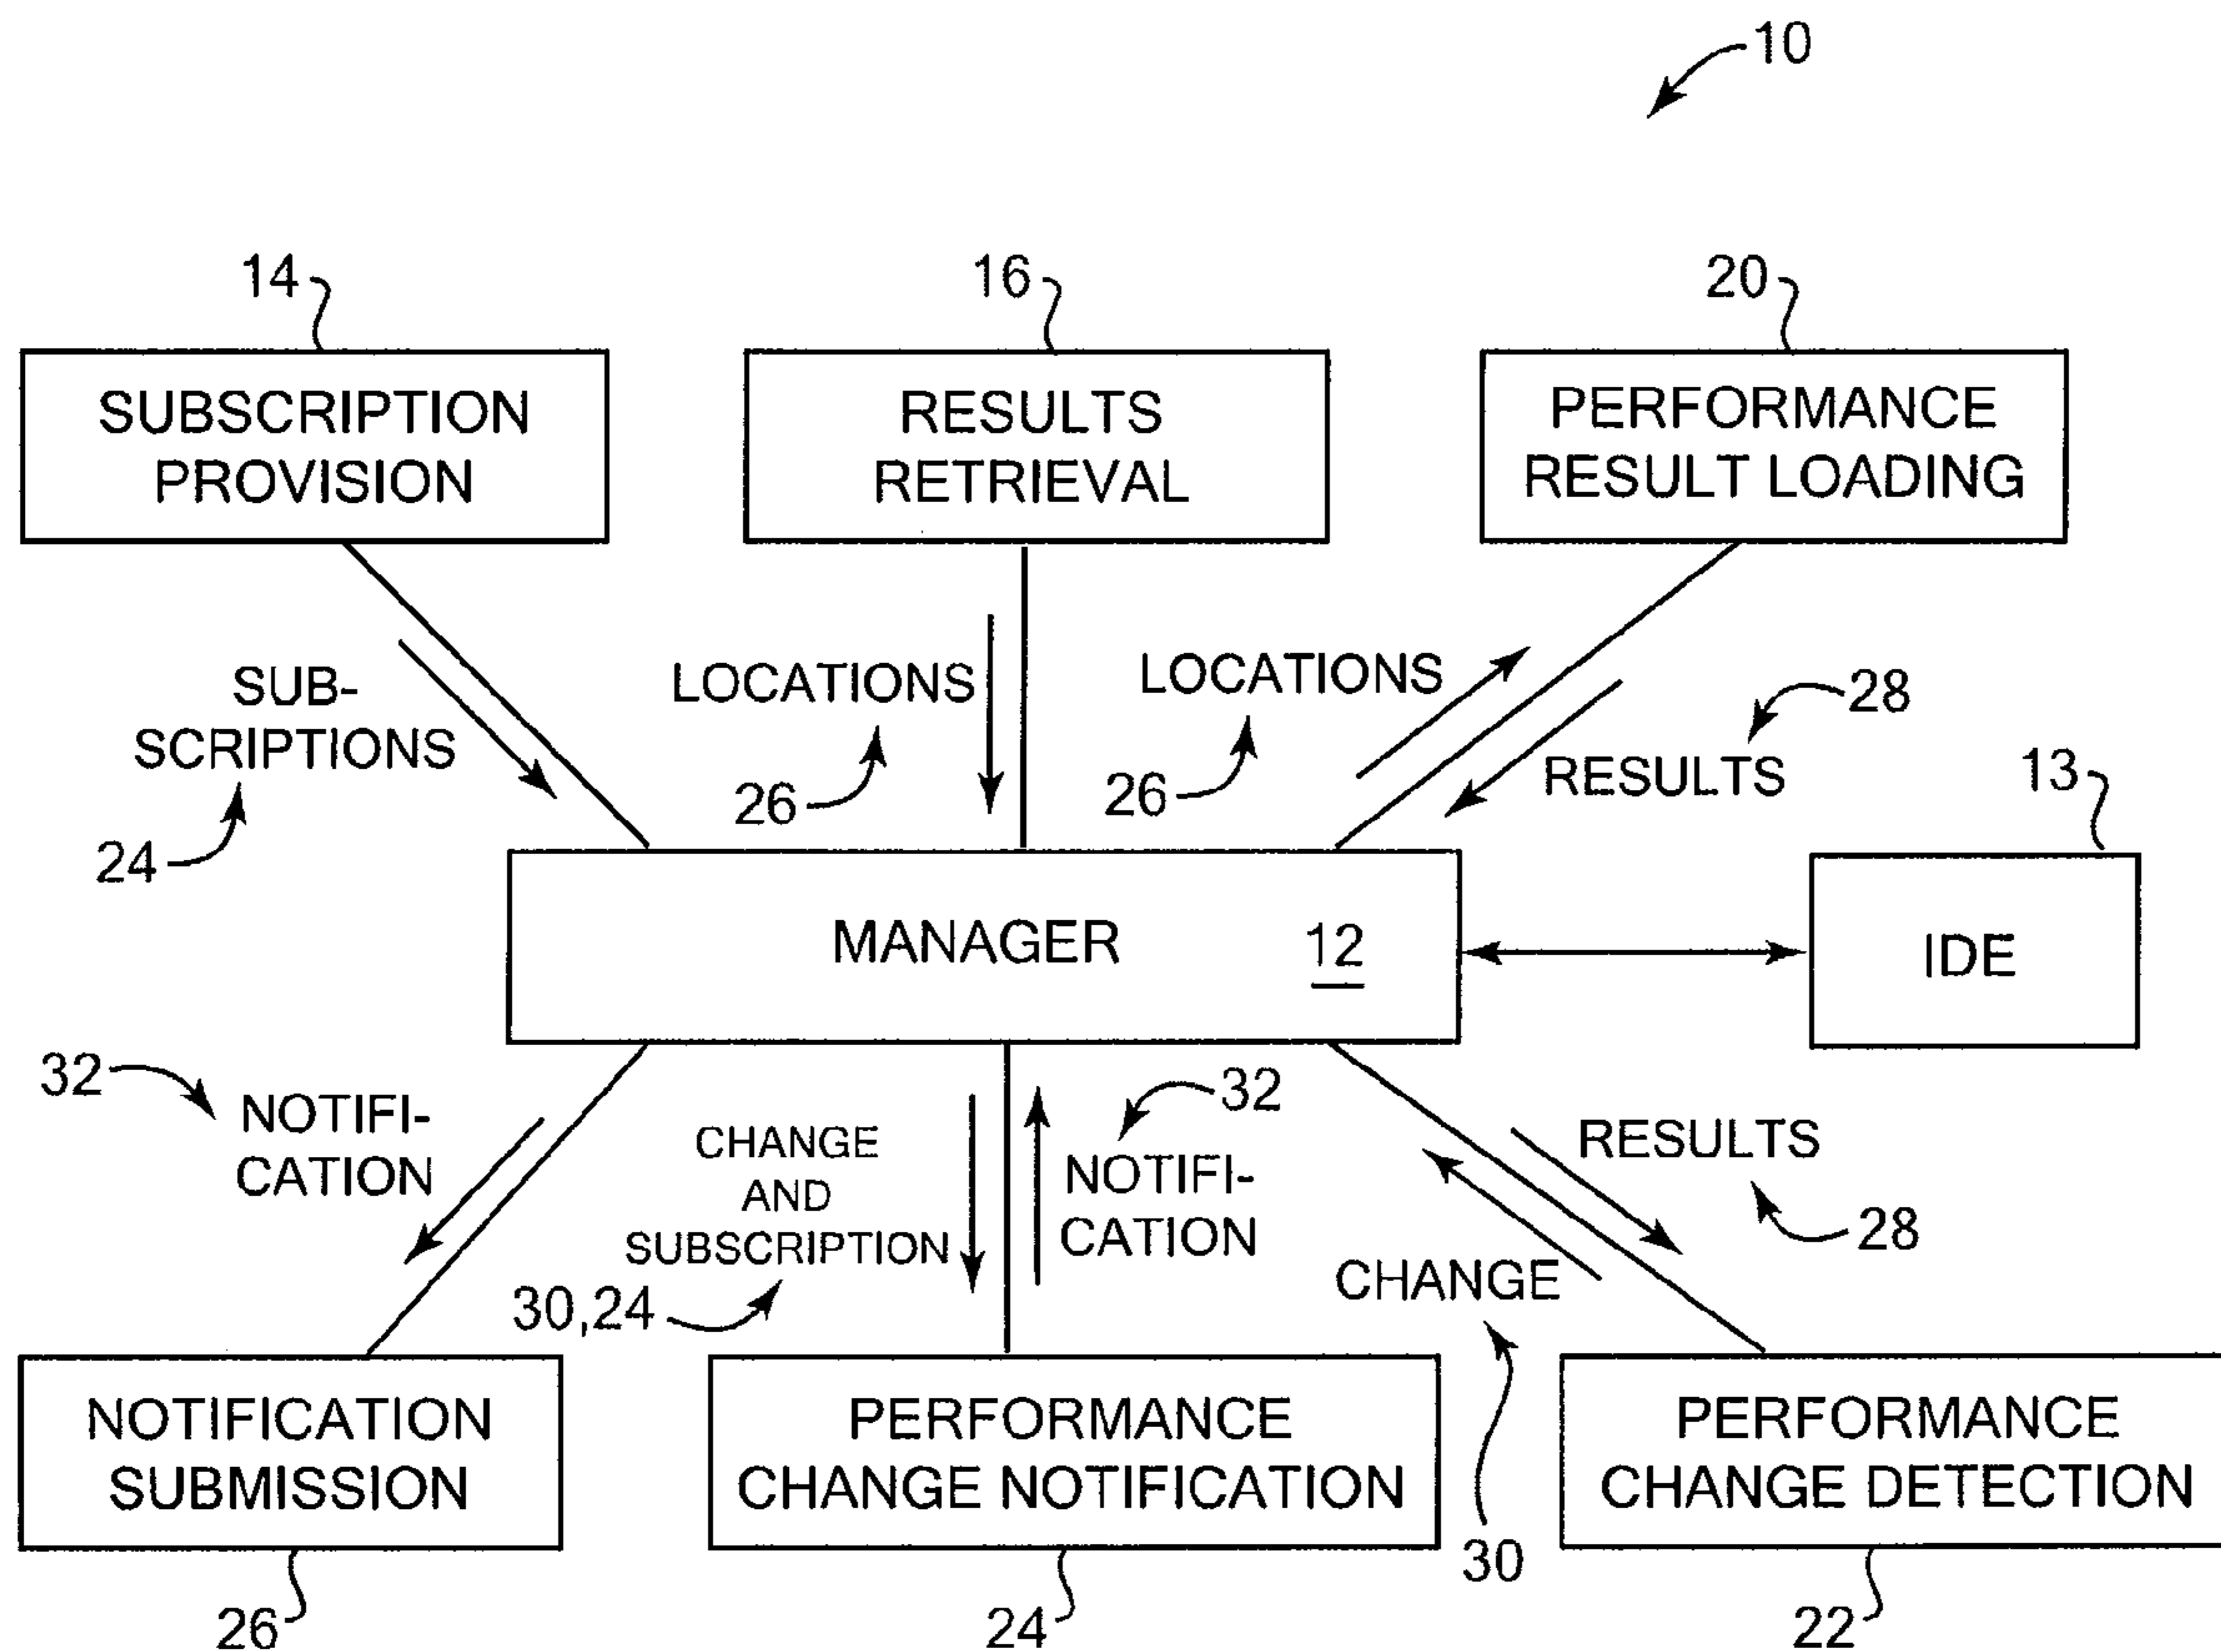 10
14
16
20
SUBSCRIPTION
PROVISION
RESULTS
RETRIEVAL
PERFORMANCE
RESULT LOADING
SUB-
SCRIPTIONS
24
LOCATIONS
26
LOCATIONS
26
28
RESULTS
13
MANAGER 12
IDE
32
NOTIFI-
CATION
CHANGE
AND
SUBSCRIPTION
30,24
32
NOTIFI-
CATION
RESULTS
28
CHANGE
30
NOTIFICATION
SUBMISSION
PERFORMANCE
CHANGE NOTIFICATION
PERFORMANCE
CHANGE DETECTION
26
24
22